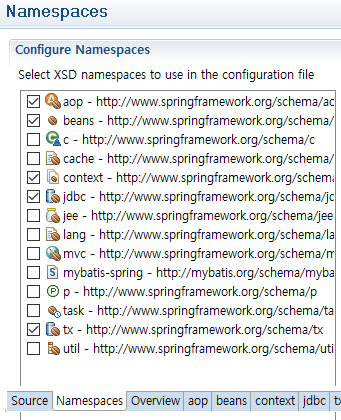 Namespaces
Configure Namespaces
Select XSD namespaces to use in the configuration file
aop - http://www.springframework.org/schema/ac
beans - http://www.springframework.org/schema/
c - http://www.springframework.org/schema/c
cache - http://www.springframework.org/schema/
context - http://www.springframework.org/schema
jdbc - http://www.springframework.org/schema/jc
jee - http://www.springframework.org/schema/jee
lang - http://www.springframework.org/schema/la
mvc - http://www.springframework.org/schema/m
mybatis-spring - http://mybatis.org/schema/myba
p - http://www.springframework.org/schema/p
task - http://www.springframework.org/schema/ta
tx - http://www.springframework.org/schema/tx
util - http://www.springframework.org/schema/uti
Source Namespaces Overview aop beans context jdbc tx